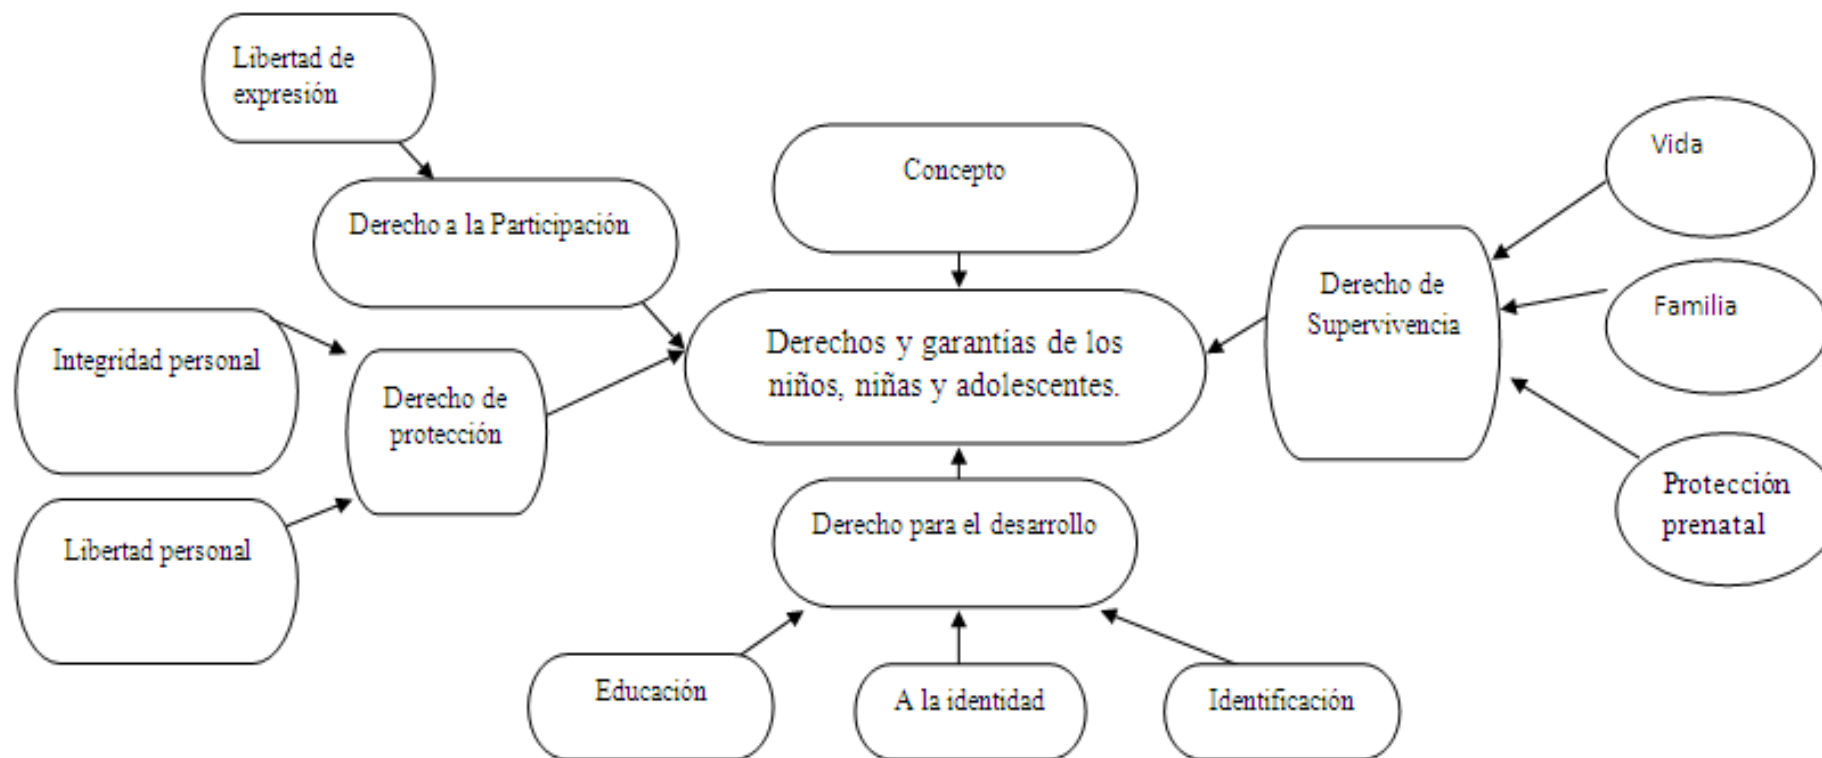 Libertad de
expresión
Concepto
Vida
Derecho a la Participación
Derecho de
Supervivencia
Familia
Integridad personal
Derechos y garantías de los
niños, niñas y adolescentes.
Derecho de
protección
Protección
prenatal
Libertad personal
Derecho para el desarrollo
Educación
A la identidad
Identificación